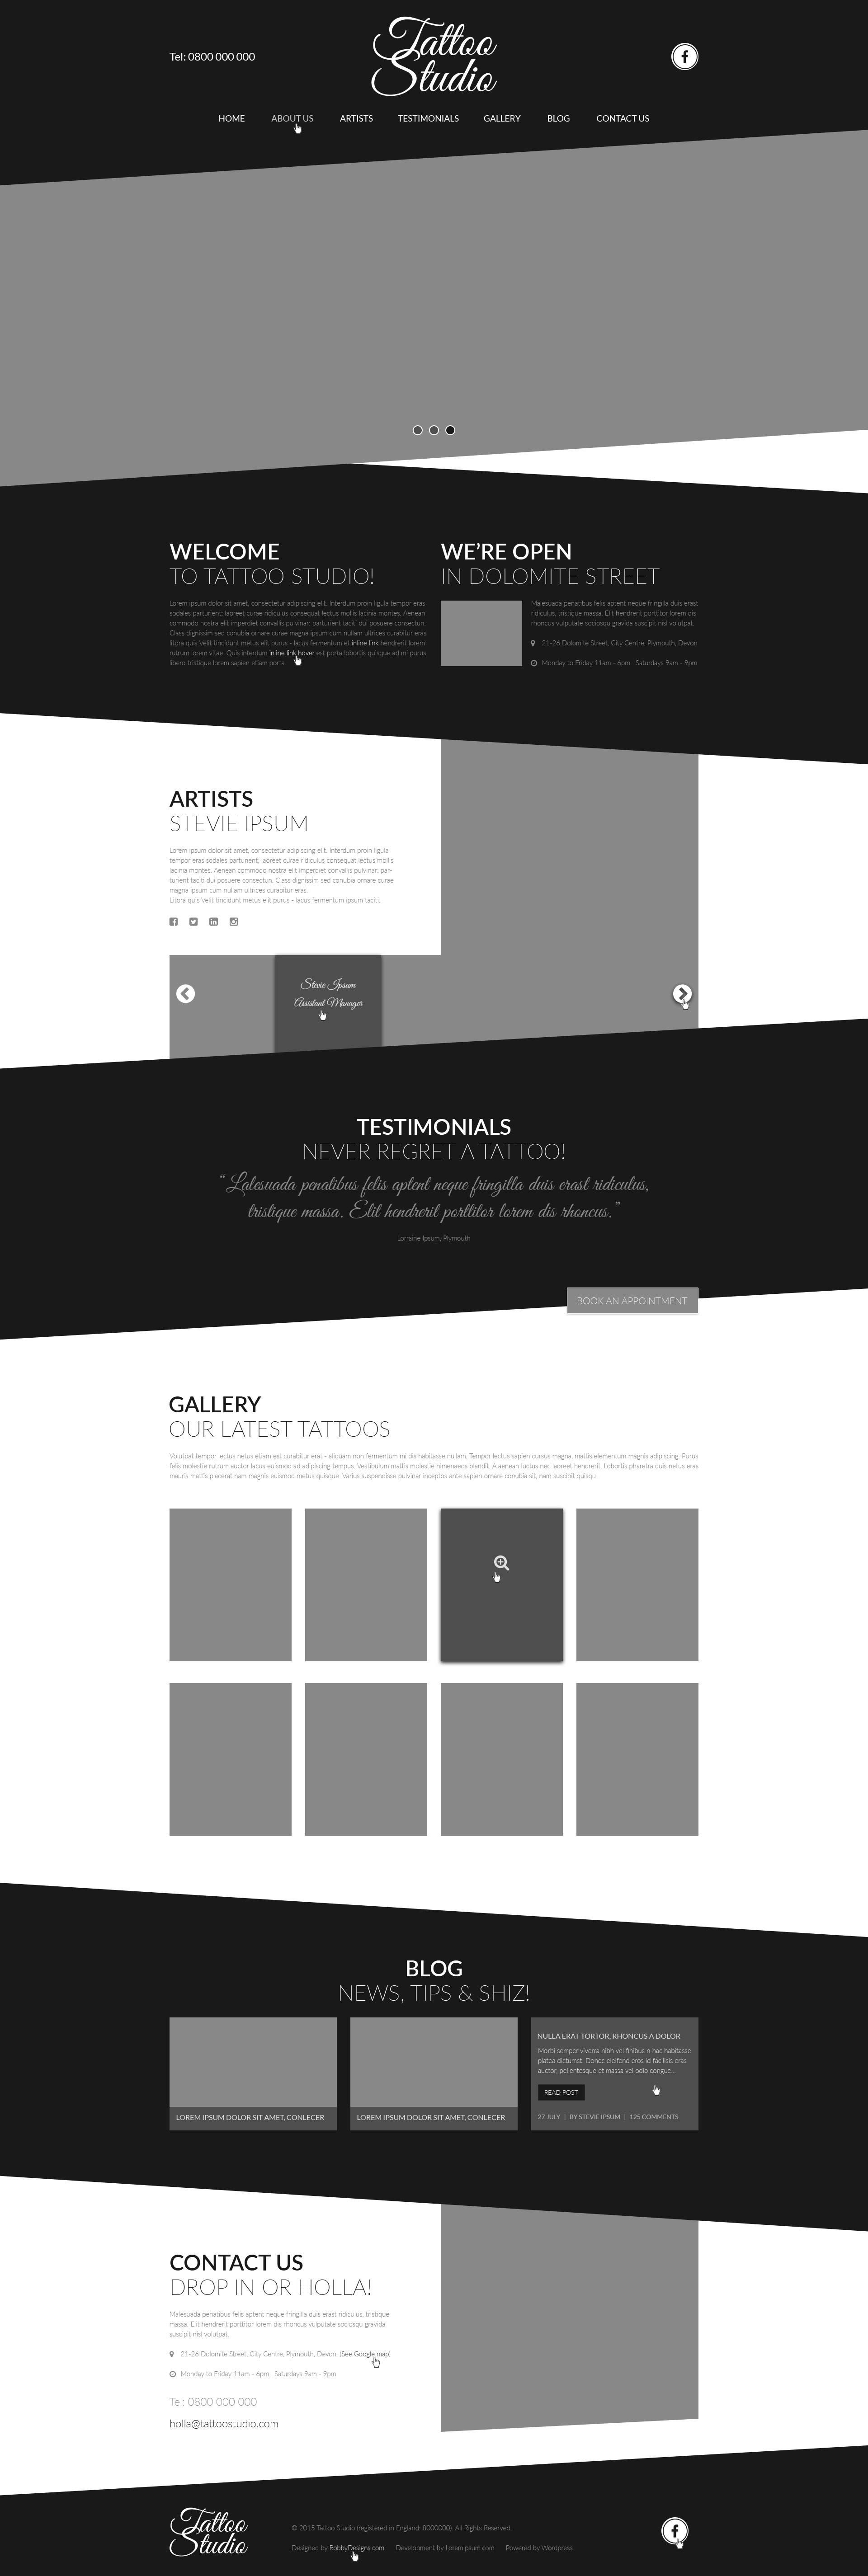 Tel: 0800 000 000
Tattoo
Studio
HOME ABOUT US ARTISTS TESTIMONIALS GALLERY BLOG CONTACT US
WELCOME
TO TATTOO STUDIO!
Lorem ipsum dolor sit amet, consectetur adipiscing elit. Interdum proin ligula tempor eras
sodales parturient; laoreet curae ridiculus consequat lectus mollis lacinia montes. Aenean
commodo nostra elit imperdiet convallis pulvinar: parturient taciti dui posuere consectun.
Class dignissim sed conubia ornare curae magna ipsum cum nullam ultrices curabitur eras
litora quis Velit tincidunt metus elit purus - lacus fermentum et inline link hendrerit lorem
rutrum lorem vitae. Quis interdum inline link hover est porta lobortis quisque ad mi purus
libero tristique lorem sapien etiam porta.
WE'RE OPEN
IN DOLOMITE STREET
Malesuada penatibus felis aptent neque fringilla duis erast
ridiculus, tristique massa. Elit hendrerit porttitor lorem dis
rhoncus vulputate sociosqu gravida suscipit nisl volutpat.
21-26 Dolomite Street, City Centre, Plymouth, Devon
Monday to Friday 11am - 6pm. Saturdays 9am - 9pm
ARTISTS
STEVIE IPSUM
Lorem ipsum dolor sit amet, consectetur adipiscing elit. Interdum proin ligula
tempor eras sodales parturient; laoreet curae ridiculus consequat lectus mollis
lacinia montes. Aenean commodo nostra elit imperdiet convallis pulvinar: par-
turient taciti dui posuere consectun. Class dignissim sed conubia ornare curae
magna ipsum cum nullam ultrices curabitur eras.
Litora quis Velit tincidunt metus elit purus - lacus fermentum ipsum taciti.
Stevie Ipsum
Assistant Manager
TESTIMONIALS
NEVER REGRET A TATTOO!
“Lalesuada penatibus felis aptent neque fringilla duis erast ridiculus,
tristique massa. Elit hendrerit porttitor lorem dis rhoncus.”
Lorraine Ipsum, Plymouth
BOOK AN APPOINTMENT
GALLERY
OUR LATEST TATTOOS
Volutpat tempor lectus netus etiam est curabitur erat - aliquam non fermentum mi dis habitasse nullam. Tempor lectus sapien cursus magna, mattis elementum magnis adipiscing. Purus
felis molestie rutrum auctor lacus euismod ad adipiscing tempus. Vestibulum mattis molestie himenaeos blandit. A aenean luctus nec laoreet hendrerit. Lobortis pharetra duis netus eras
mauris mattis placerat nam magnis euismod metus quisque. Varius suspendisse pulvinar inceptos ante sapien ornare conubia sit, nam suscipit quisqu.
BLOG
NEWS, TIPS & SHIZ!
LOREM IPSUM DOLOR SIT AMET, CONLECER
LOREM IPSUM DOLOR SIT AMET, CONLECER
NULLA ERAT TORTOR, RHONCUS A DOLOR
Morbi semper viverra nibh vel finibus n hac habitasse
platea dictumst. Donec eleifend eros id facilisis eras
auctor, pellentesque et massa vel odio congue...
READ POST
27 JULY | BY STEVIE IPSUM | 125 COMMENTS
CONTACT US
DROP IN OR HOLLA!
Malesuada penatibus felis aptent neque fringilla duis erast ridiculus, tristique
massa. Elit hendrerit porttitor lorem dis rhoncus vulputate sociosqu gravida
suscipit nisl volutpat.
21-26 Dolomite Street, City Centre, Plymouth, Devon. (See Google map)
Monday to Friday 11am - 6pm. Saturdays 9am - 9pm
Tel: 0800 000 000
holla@tattoostudio.com
Tattoo
Studio
© 2015 Tattoo Studio (registered in England: 8000000), All Rights Reserved.
Designed by RobbyDesigns.com Development by LoremIpsum.com Powered by Wordpress